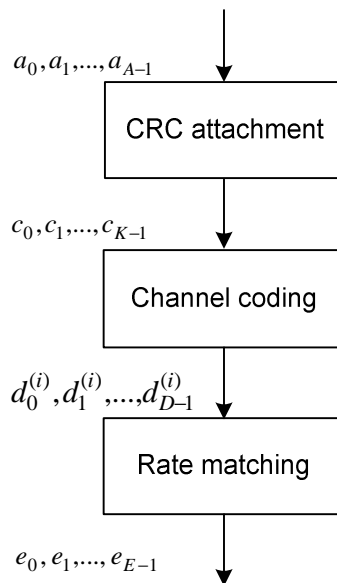 a_0, a_1,..., a_{A-1}
CRC attachment
c_0, c_1,..., c_{K-1}
Channel coding
d_0^{(i)}, d_1^{(i)},..., d_{D-1}^{(i)}
Rate matching
e_0, e_1,..., e_{E-1}